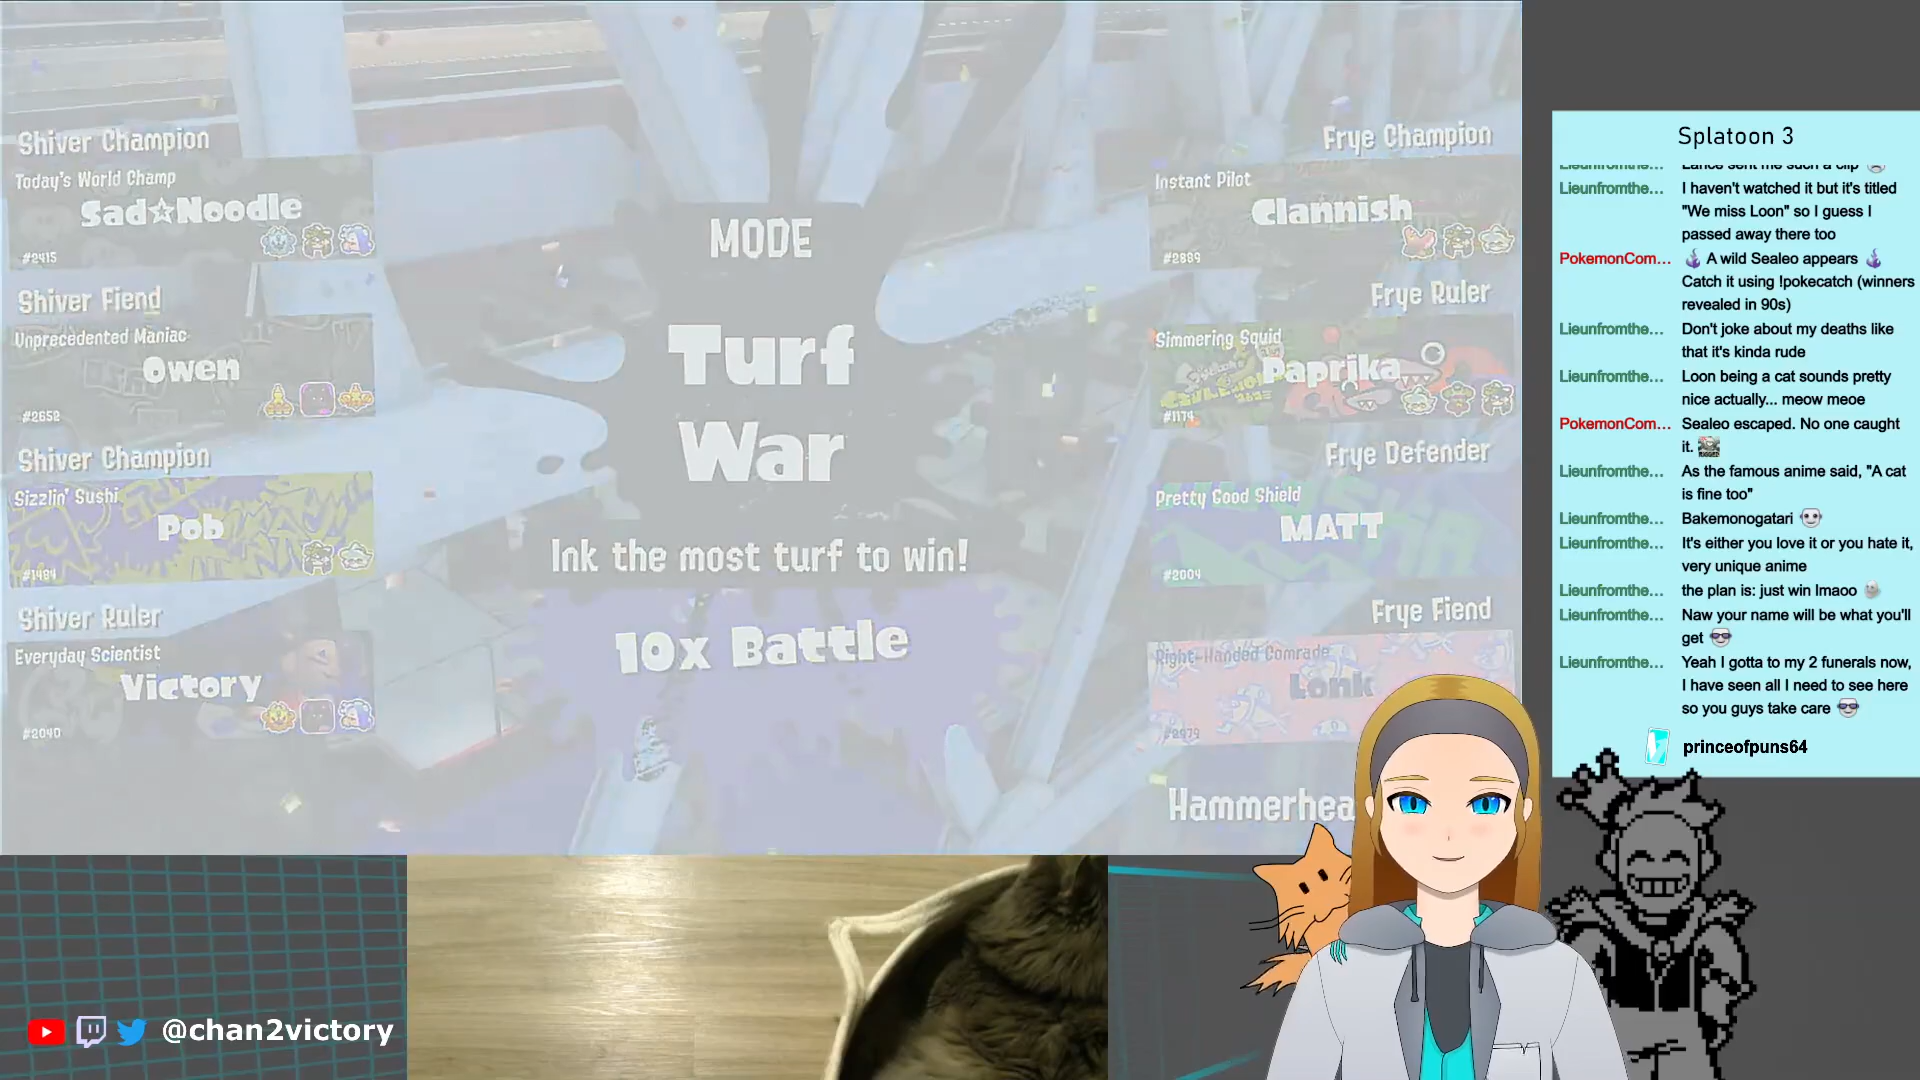 Shiver Champion
Today's World Champ
Sad☆Noodle
#2415
Shiver Fiend
Unprecedented Maniac
Owen
#2652
Shiver Champion
Sizzlin' Sushi
Pob
#1484
Shiver Ruler
Everyday Scientist
Victory
#2040
MODE
Turf
War
Ink the most turf to win!
10x Battle
Frye Champion
Instant Pilot
Clannish
#2889
Frye Ruler
Simmering Squid
Paprika
#1174
Frye Defender
Pretty Good Shield
MATT
#2004
Frye Fiend
Right-Handed Comrade
Lonk
#2979
Hammerhea
Splatoon 3
Lieunfromthe... Lance sent me such a clip
Lieunfromthe... I haven't watched it but it's titled
"We miss Loon" so I guess I
passed away there too
PokemonCom... A wild Sealeo appears
Catch it using !pokecatch (winners
revealed in 90s)
Lieunfromthe... Don't joke about my deaths like
that it's kinda rude
Lieunfromthe... Loon being a cat sounds pretty
nice actually... meow meoe
PokemonCom... Sealeo escaped. No one caught
it.
Lieunfromthe... As the famous anime said, "A cat
is fine too"
Lieunfromthe... Bakemonogatari
Lieunfromthe... It's either you love it or you hate it,
very unique anime
Lieunfromthe... the plan is: just win lmaoo
Lieunfromthe... Naw your name will be what you'll
get
Lieunfromthe... Yeah I gotta to my 2 funerals now,
I have seen all I need to see here
so you guys take care
princeofpuns64
@chan2victory